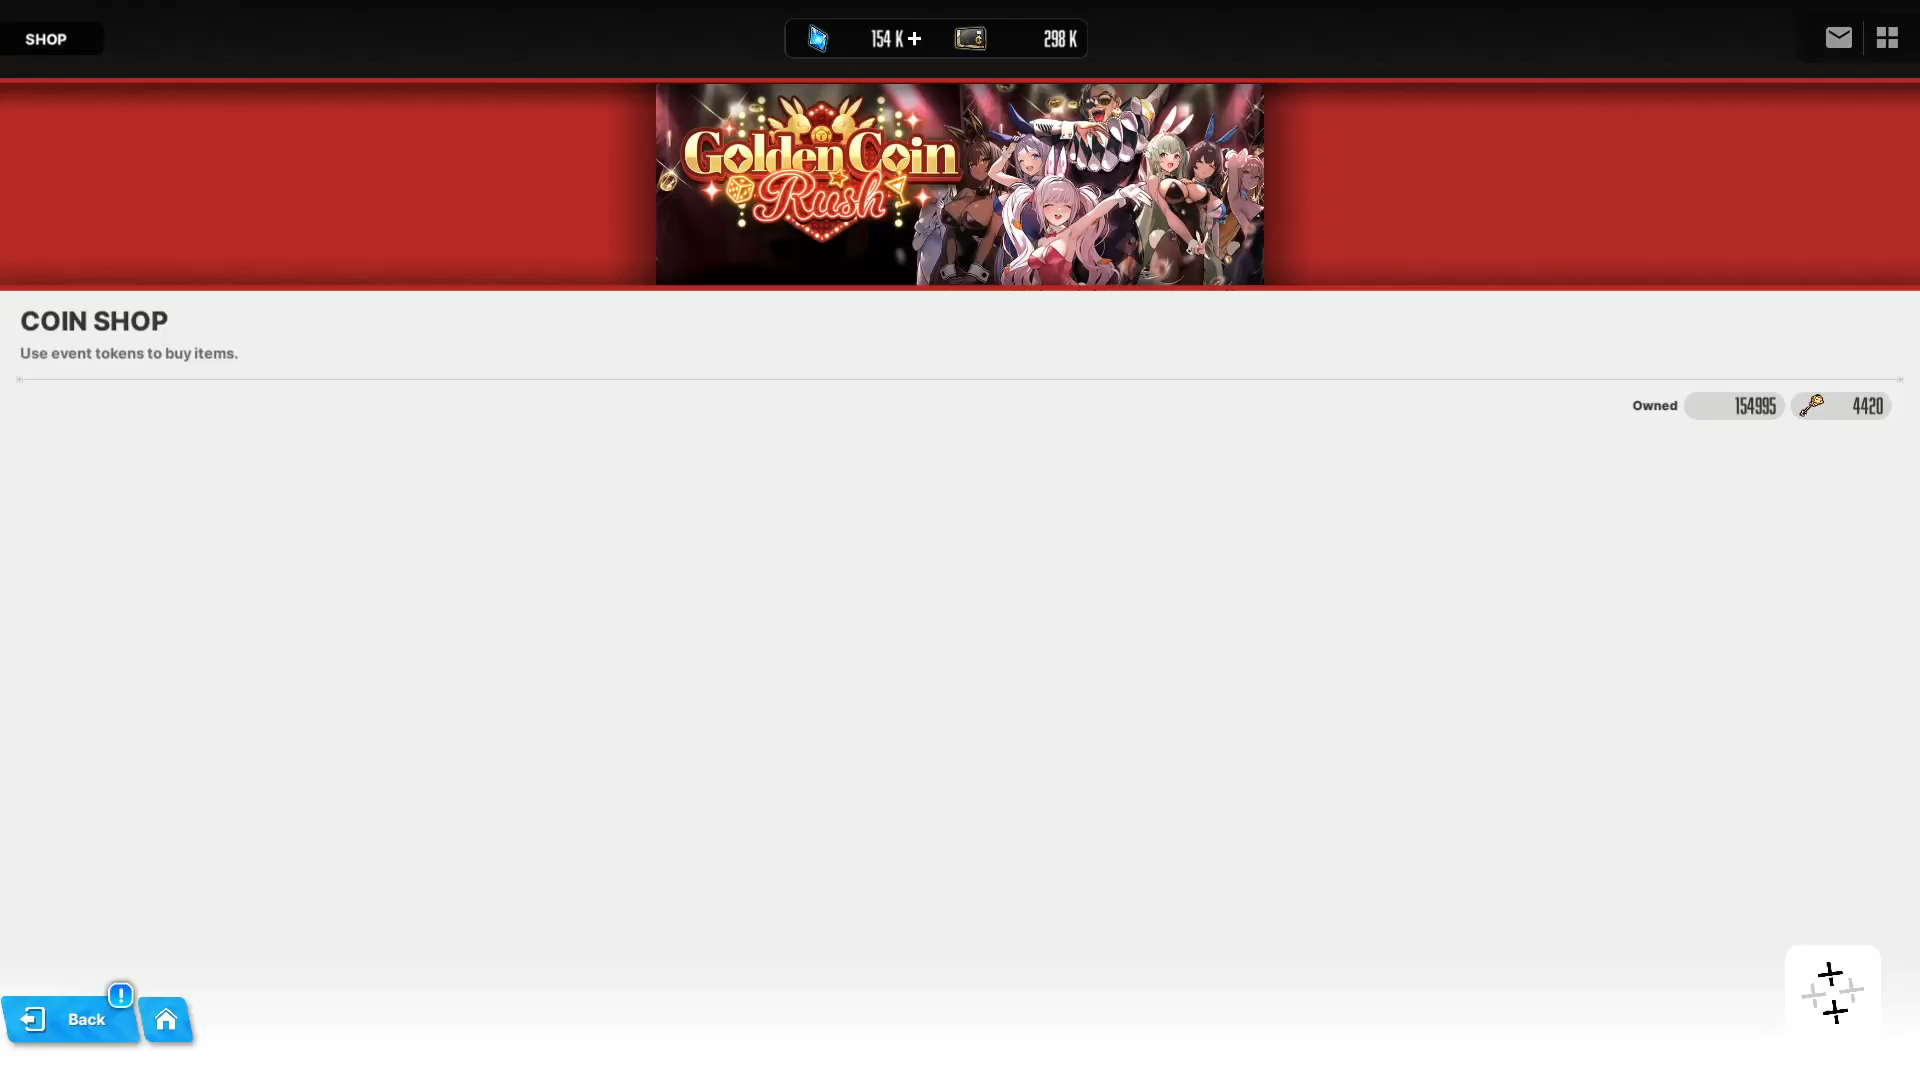 SHOP
154 K
298 K
Golden Coin
Rush
COIN SHOP
Use event tokens to buy items.
Owned 154995 4420
Back